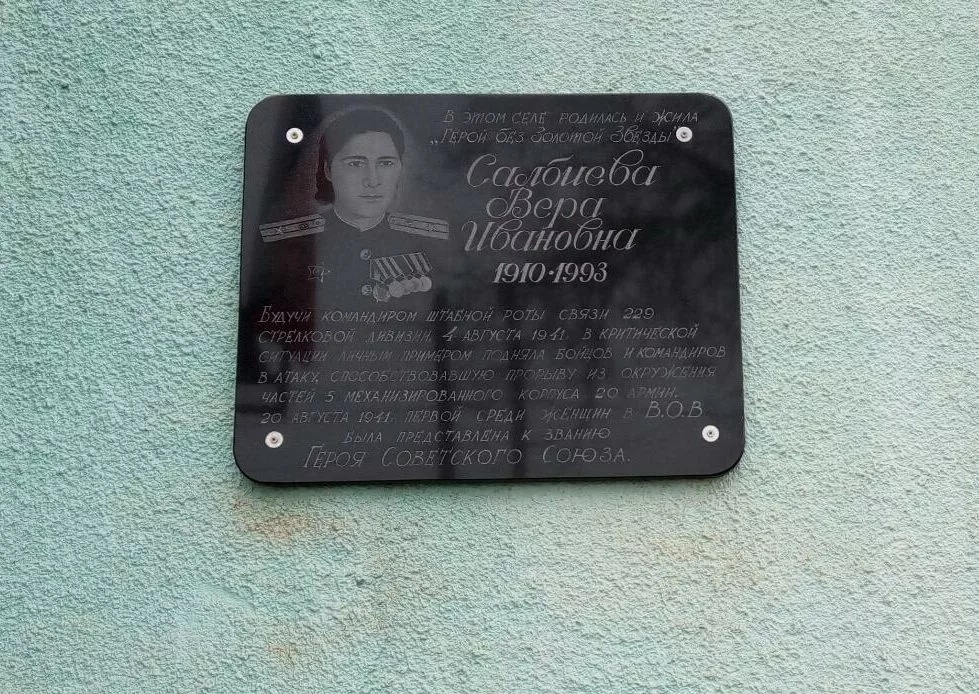 В ЭТОМ СЕЛЕ РОДИЛАСЬ И ЖИЛА
„ГЕРОЙ БЕЗ ЗОЛОТОЙ ЗВЕЗДЫ"
Салбиева
Вера
Ивановна
1910·1993
БУДУЧИ КОМАНДИРОМ ШТАБНОЙ РОТЫ СВЯЗИ 229
СТРЕЛКОВОЙ ДИВИЗИИ, 4 АВГУСТА 1941, В КРИТИЧЕСКОЙ
СИТУАЦИИ ЛИЧНЫМ ПРИМЕРОМ ПОДНЯЛА БОЙЦОВ И КОМАНДИРОВ
В АТАКУ, СПОСОБСТВОВАВШУЮ ПРОРЫВУ ИЗ ОКРУЖЕНИЯ
ЧАСТЕЙ 5 МЕХАНИЗИРОВАННОГО КОРПУСА 20 АРМИИ.
20 АВГУСТА 1941, ПЕРВОЙ СРЕДИ ЖЕНЩИН В В.О.В
БЫЛА ПРЕДСТАВЛЕНА К ЗВАНИЮ
ГЕРОЯ СОВЕТСКОГО СОЮЗА.